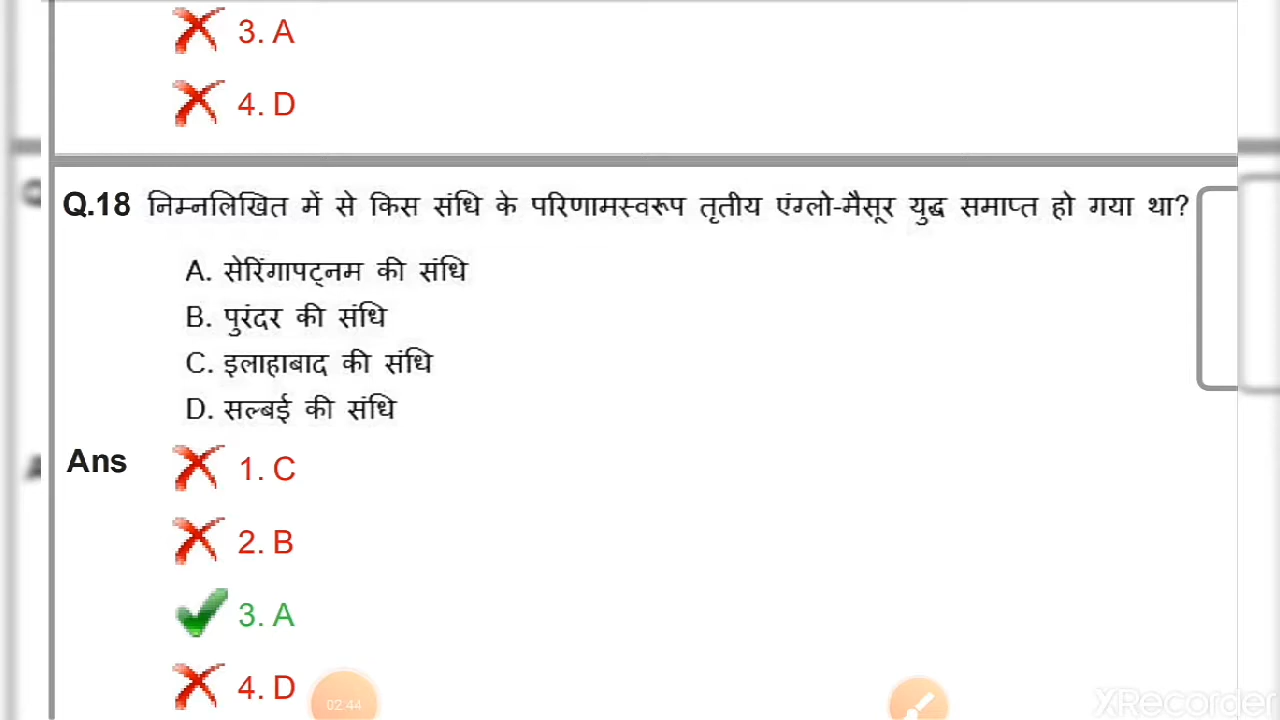 3. A
4. D
Q.18 निम्नलिखित में से किस संधि के परिणामस्वरूप तृतीय एंग्लो-मैसूर युद्ध समाप्त हो गया था?
A. सेरिंगापट्नम की संधि
B. पुरंदर की संधि
C. इलाहाबाद की संधि
D. सल्बई की संधि
Ans
1. C
2. B
3. A
4. D
02:44
XRecorder